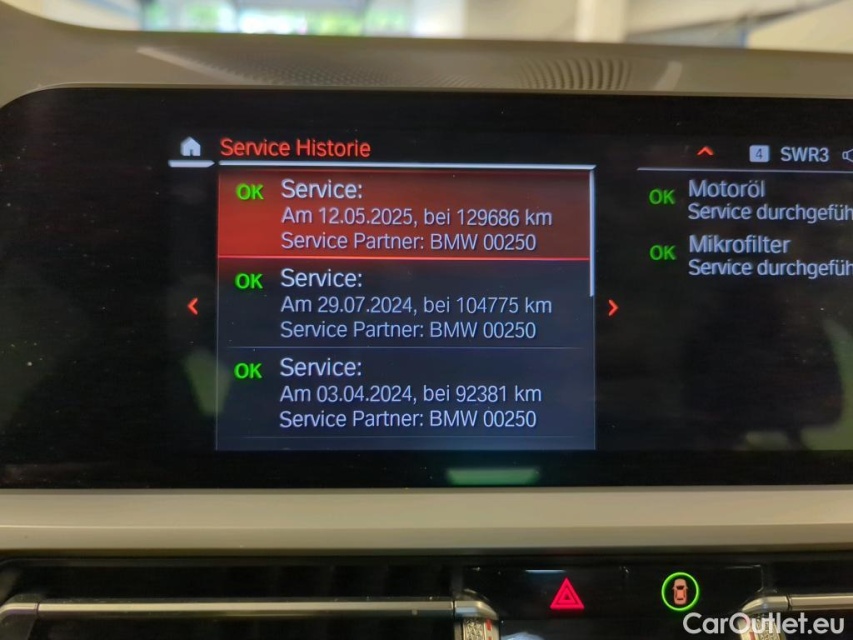 Service Historie
4 SWR3
OK Service:
Am 12.05.2025, bei 129686 km
Service Partner: BMW 00250
OK Service:
Am 29.07.2024, bei 104775 km
Service Partner: BMW 00250
OK Service:
Am 03.04.2024, bei 92381 km
Service Partner: BMW 00250
OK Motoröl
Service durchgefüh
OK Mikrofilter
Service durchgefüh
CarOutlet.eu